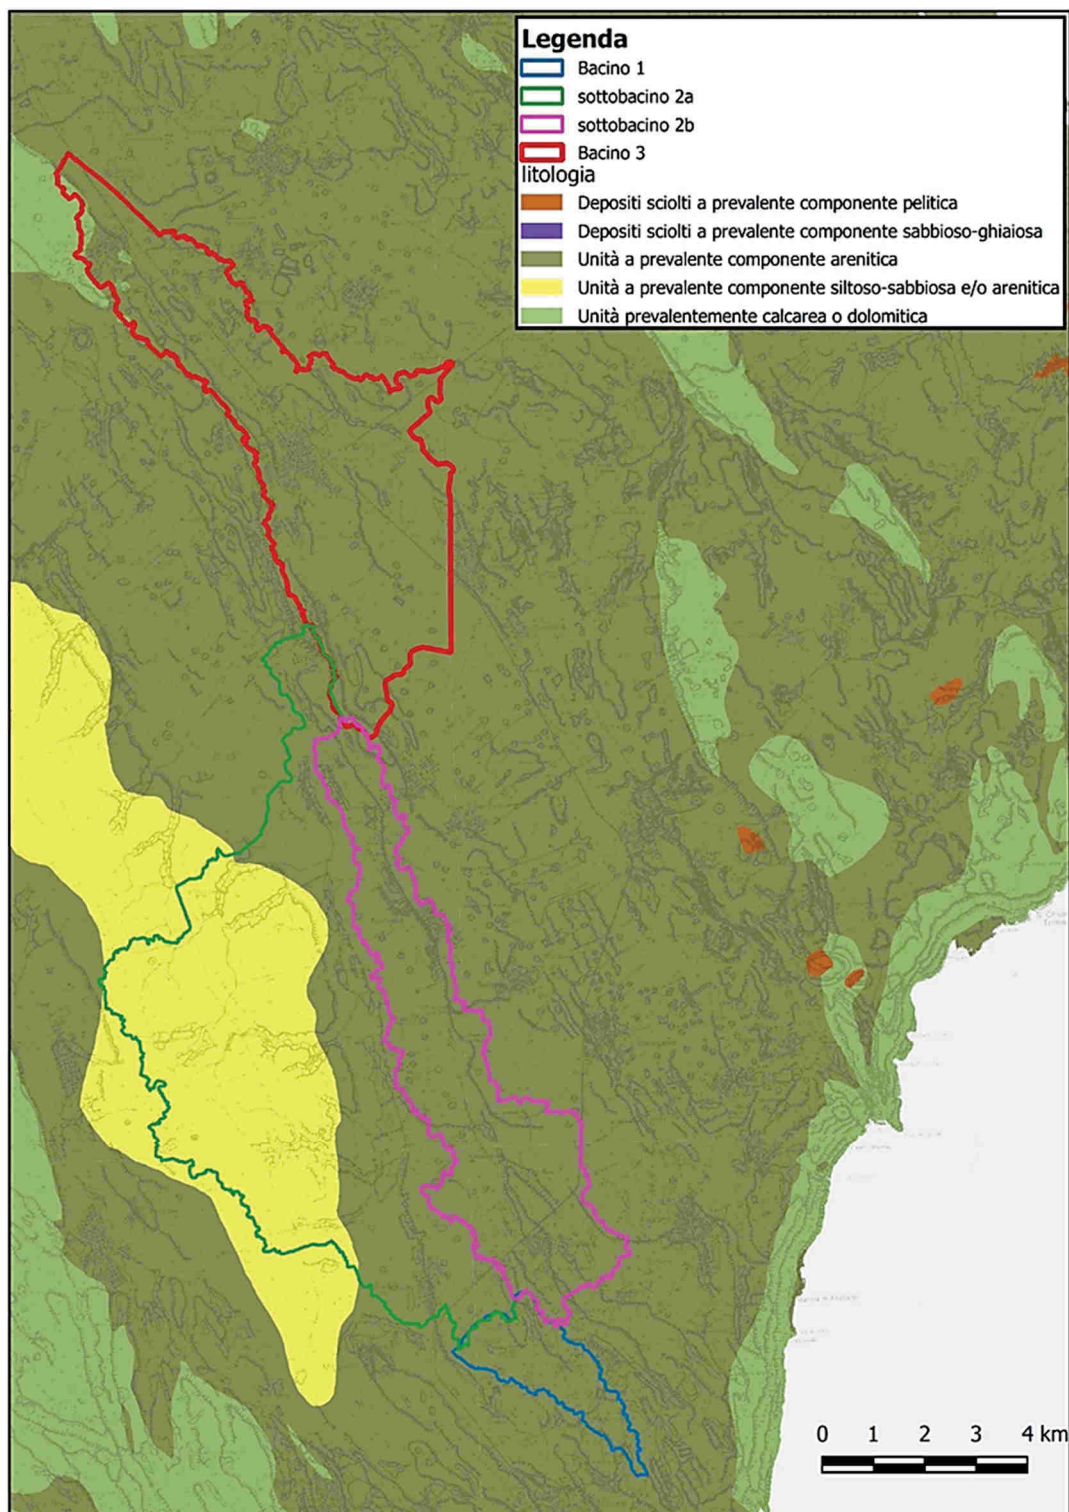 Legenda
Bacino 1
sottobacino 2a
sottobacino 2b
Bacino 3
litologia
Depositi sciolti a prevalente componente pelitica
Depositi sciolti a prevalente componente sabbioso-ghiaiosa
Unità a prevalente componente arenitica
Unità a prevalente componente siltoso-sabbiosa e/o arenitica
Unità prevalentemente calcarea o dolomitica
0 1 2 3 4 km